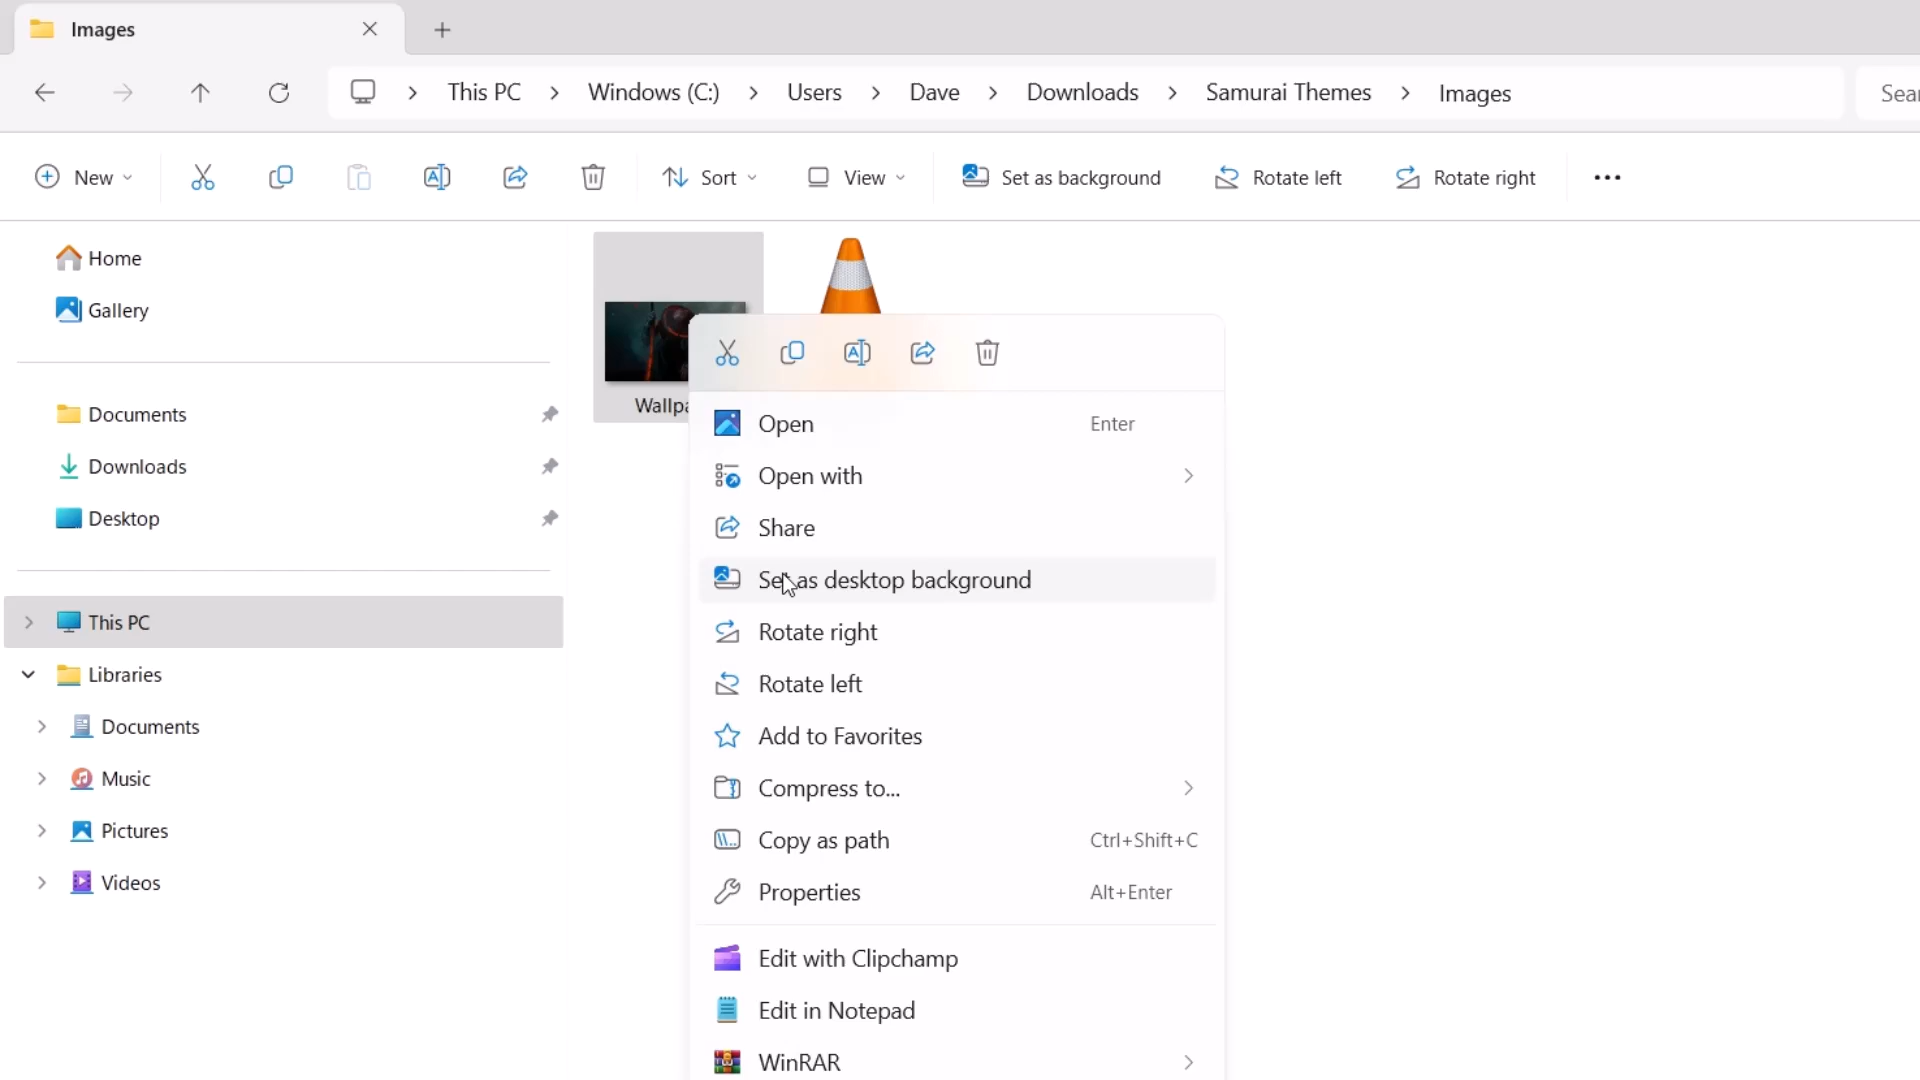 Images
This PC
Windows (C:)
Users
Dave
Downloads
Samurai Themes
Images
New
Sort
View
Set as background
Rotate left
Rotate right
Home
Gallery
Documents
Downloads
Desktop
This PC
Libraries
Documents
Music
Pictures
Videos
Open Enter
Open with
Share
Set as desktop background
Rotate right
Rotate left
Add to Favorites
Compress to...
Copy as path Ctrl+Shift+C
Properties Alt+Enter
Edit with Clipchamp
Edit in Notepad
WinRAR